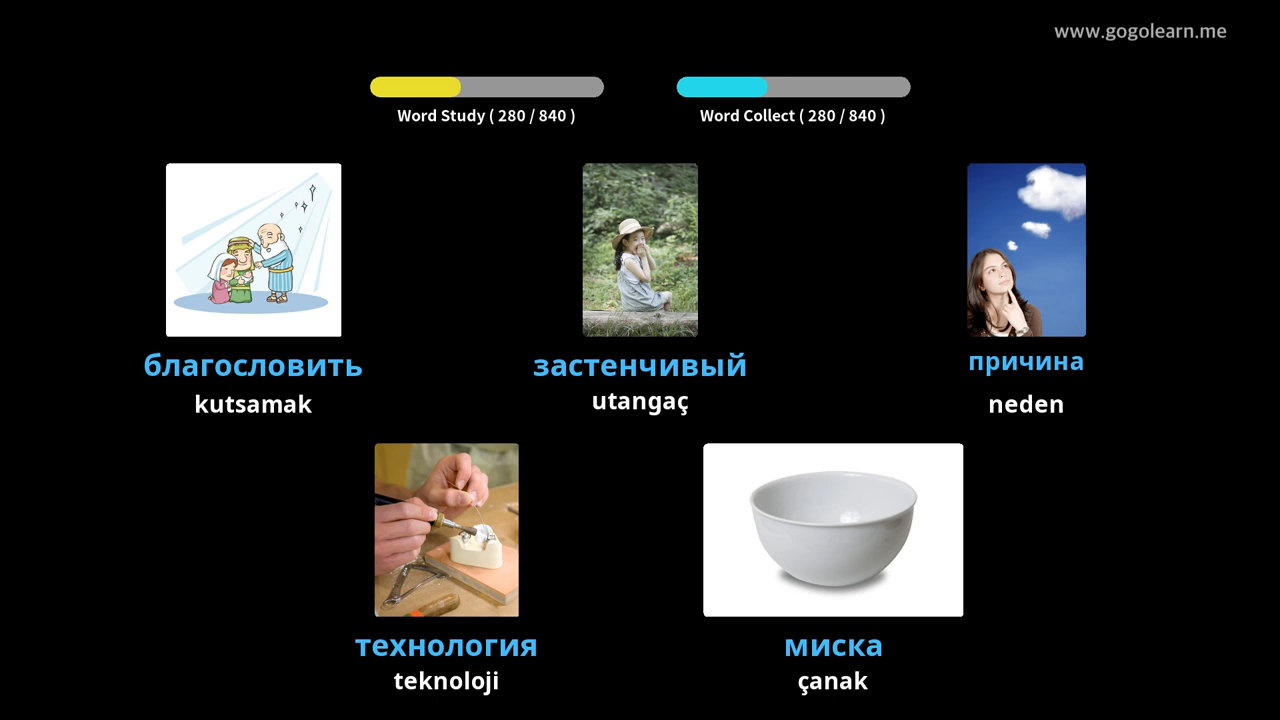 www.gogolearn.me
Word Study ( 280 / 840 )
Word Collect ( 280 / 840 )
благословить
kutsamak
застенчивый
utangaç
причина
neden
технология
teknoloji
миска
çanak